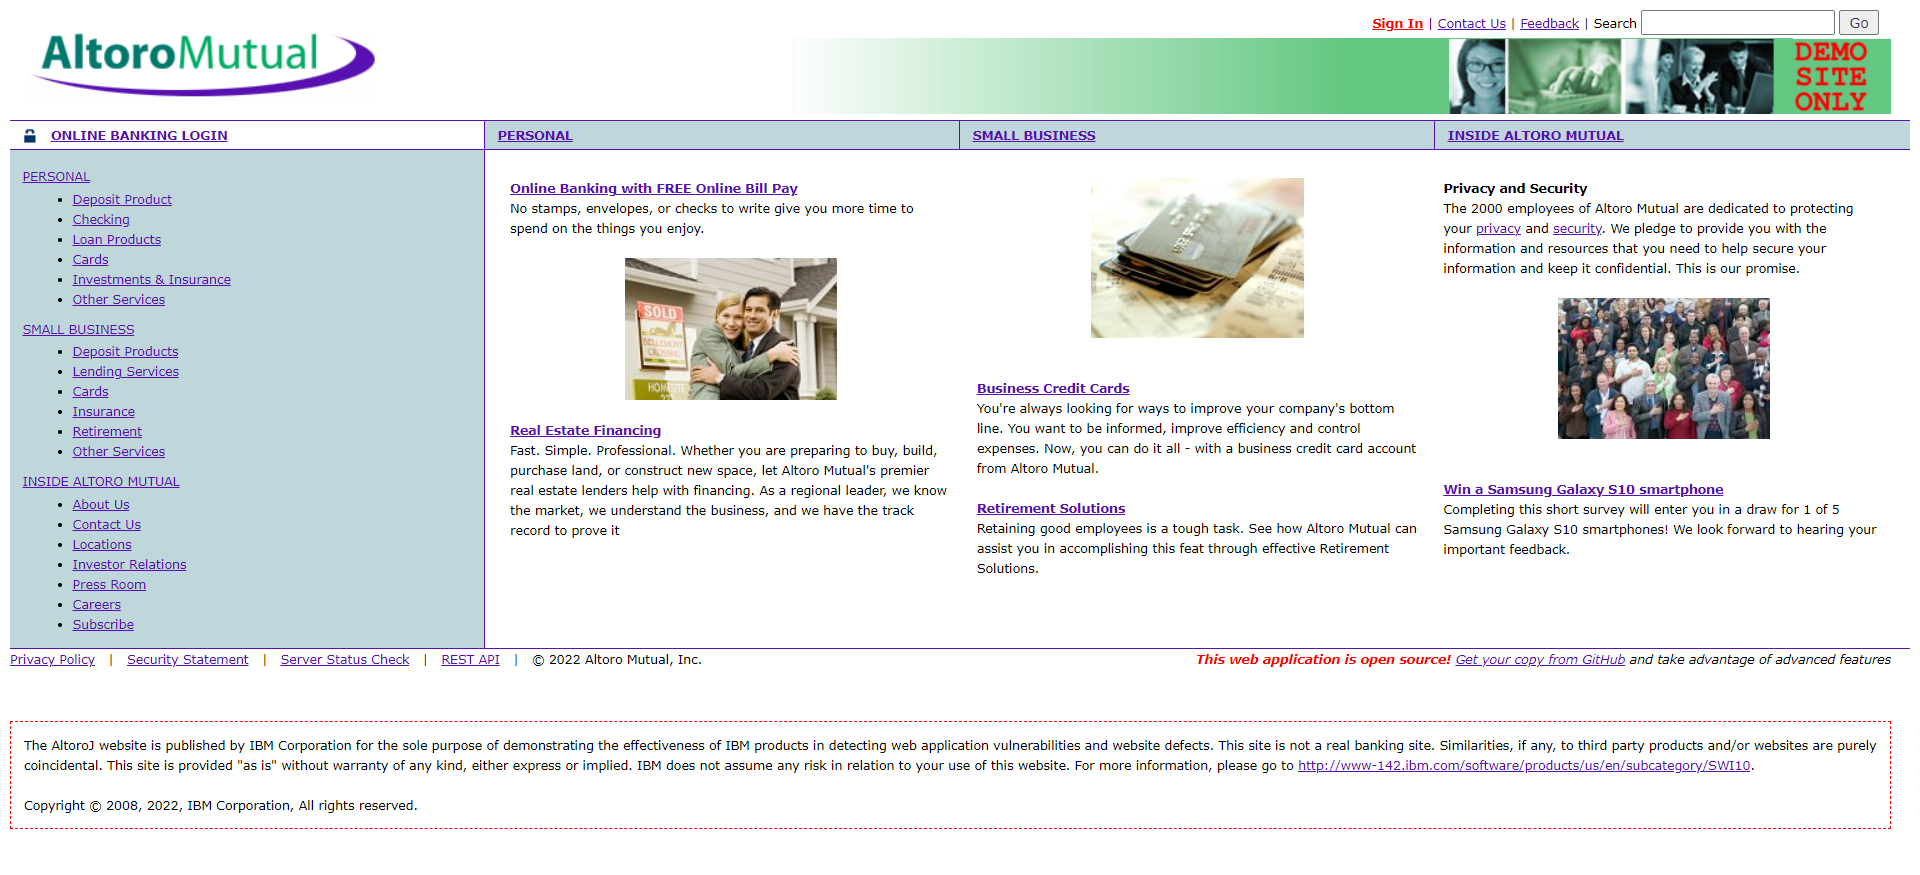 Sign In | Contact Us | Feedback | Search Go
AltoroMutual
DEMO
SITE
ONLY
ONLINE BANKING LOGIN
PERSONAL
SMALL BUSINESS
INSIDE ALTORO MUTUAL
PERSONAL
Deposit Product
Checking
Loan Products
Cards
Investments & Insurance
Other Services
SMALL BUSINESS
Deposit Products
Lending Services
Cards
Insurance
Retirement
Other Services
INSIDE ALTORO MUTUAL
About Us
Contact Us
Locations
Investor Relations
Press Room
Careers
Subscribe
Online Banking with FREE Online Bill Pay
No stamps, envelopes, or checks to write give you more time to
spend on the things you enjoy.
SOLD
BELLEMONT
CROSSING
HOMESITE
Real Estate Financing
Fast. Simple. Professional. Whether you are preparing to buy, build,
purchase land, or construct new space, let Altoro Mutual's premier
real estate lenders help with financing. As a regional leader, we know
the market, we understand the business, and we have the track
record to prove it
Business Credit Cards
You're always looking for ways to improve your company's bottom
line. You want to be informed, improve efficiency and control
expenses. Now, you can do it all - with a business credit card account
from Altoro Mutual.
Retirement Solutions
Retaining good employees is a tough task. See how Altoro Mutual can
assist you in accomplishing this feat through effective Retirement
Solutions.
Privacy and Security
The 2000 employees of Altoro Mutual are dedicated to protecting
your privacy and security. We pledge to provide you with the
information and resources that you need to help secure your
information and keep it confidential. This is our promise.
Win a Samsung Galaxy S10 smartphone
Completing this short survey will enter you in a draw for 1 of 5
Samsung Galaxy S10 smartphones! We look forward to hearing your
important feedback.
Privacy Policy | Security Statement | Server Status Check | REST API | © 2022 Altoro Mutual, Inc.
This web application is open source! Get your copy from GitHub and take advantage of advanced features
The AltoroJ website is published by IBM Corporation for the sole purpose of demonstrating the effectiveness of IBM products in detecting web application vulnerabilities and website defects. This site is not a real banking site. Similarities, if any, to third party products and/or websites are purely
coincidental. This site is provided "as is" without warranty of any kind, either express or implied. IBM does not assume any risk in relation to your use of this website. For more information, please go to http://www-142.ibm.com/software/products/us/en/subcategory/SWI10.
Copyright © 2008, 2022, IBM Corporation, All rights reserved.